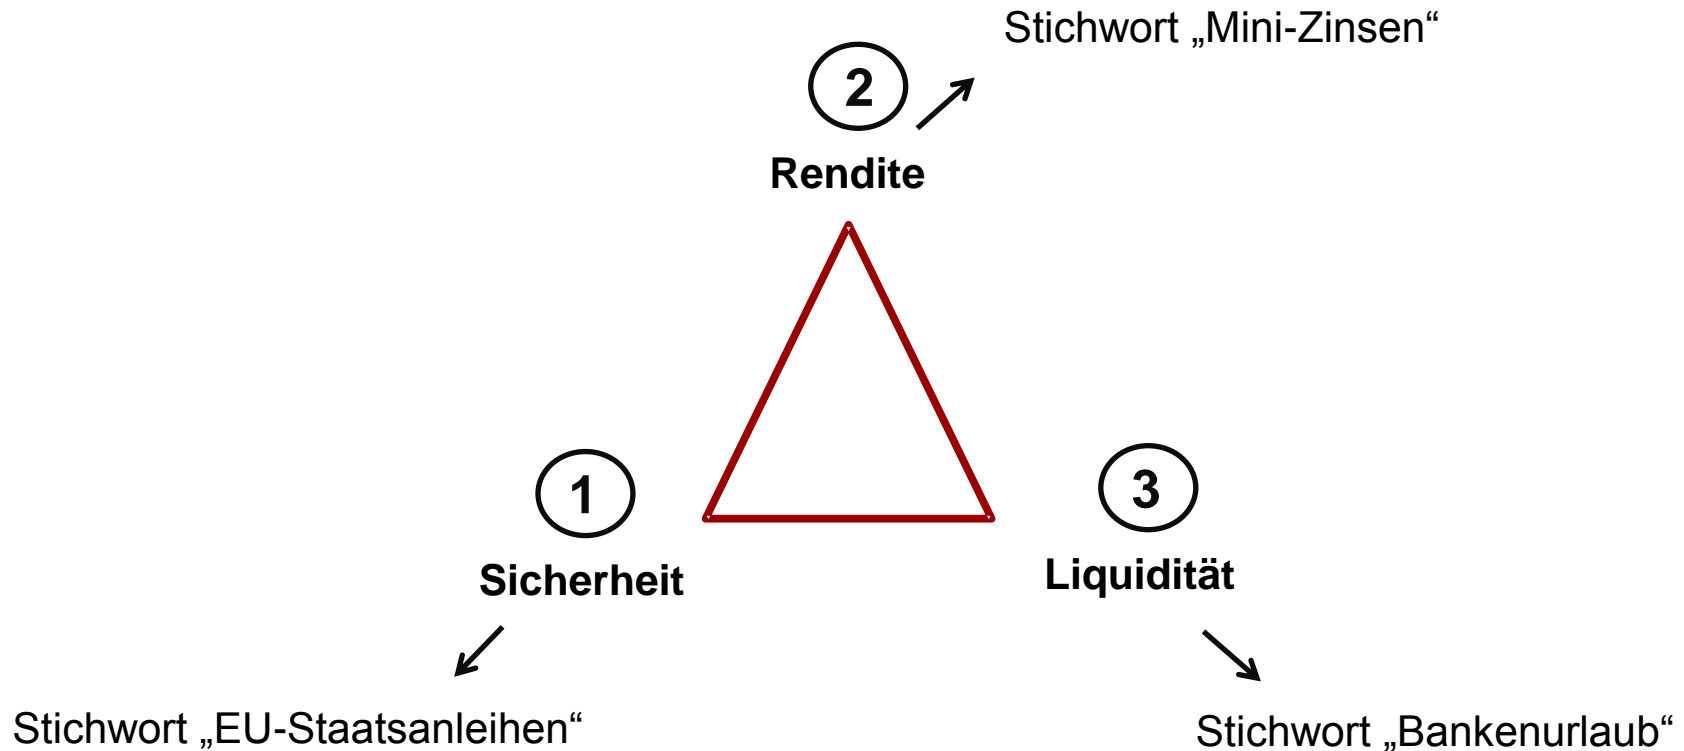 Stichwort „Mini-Zinsen“
2
Rendite
1
3
Sicherheit
Liquidität
Stichwort „EU-Staatsanleihen“
Stichwort „Bankenurlaub“